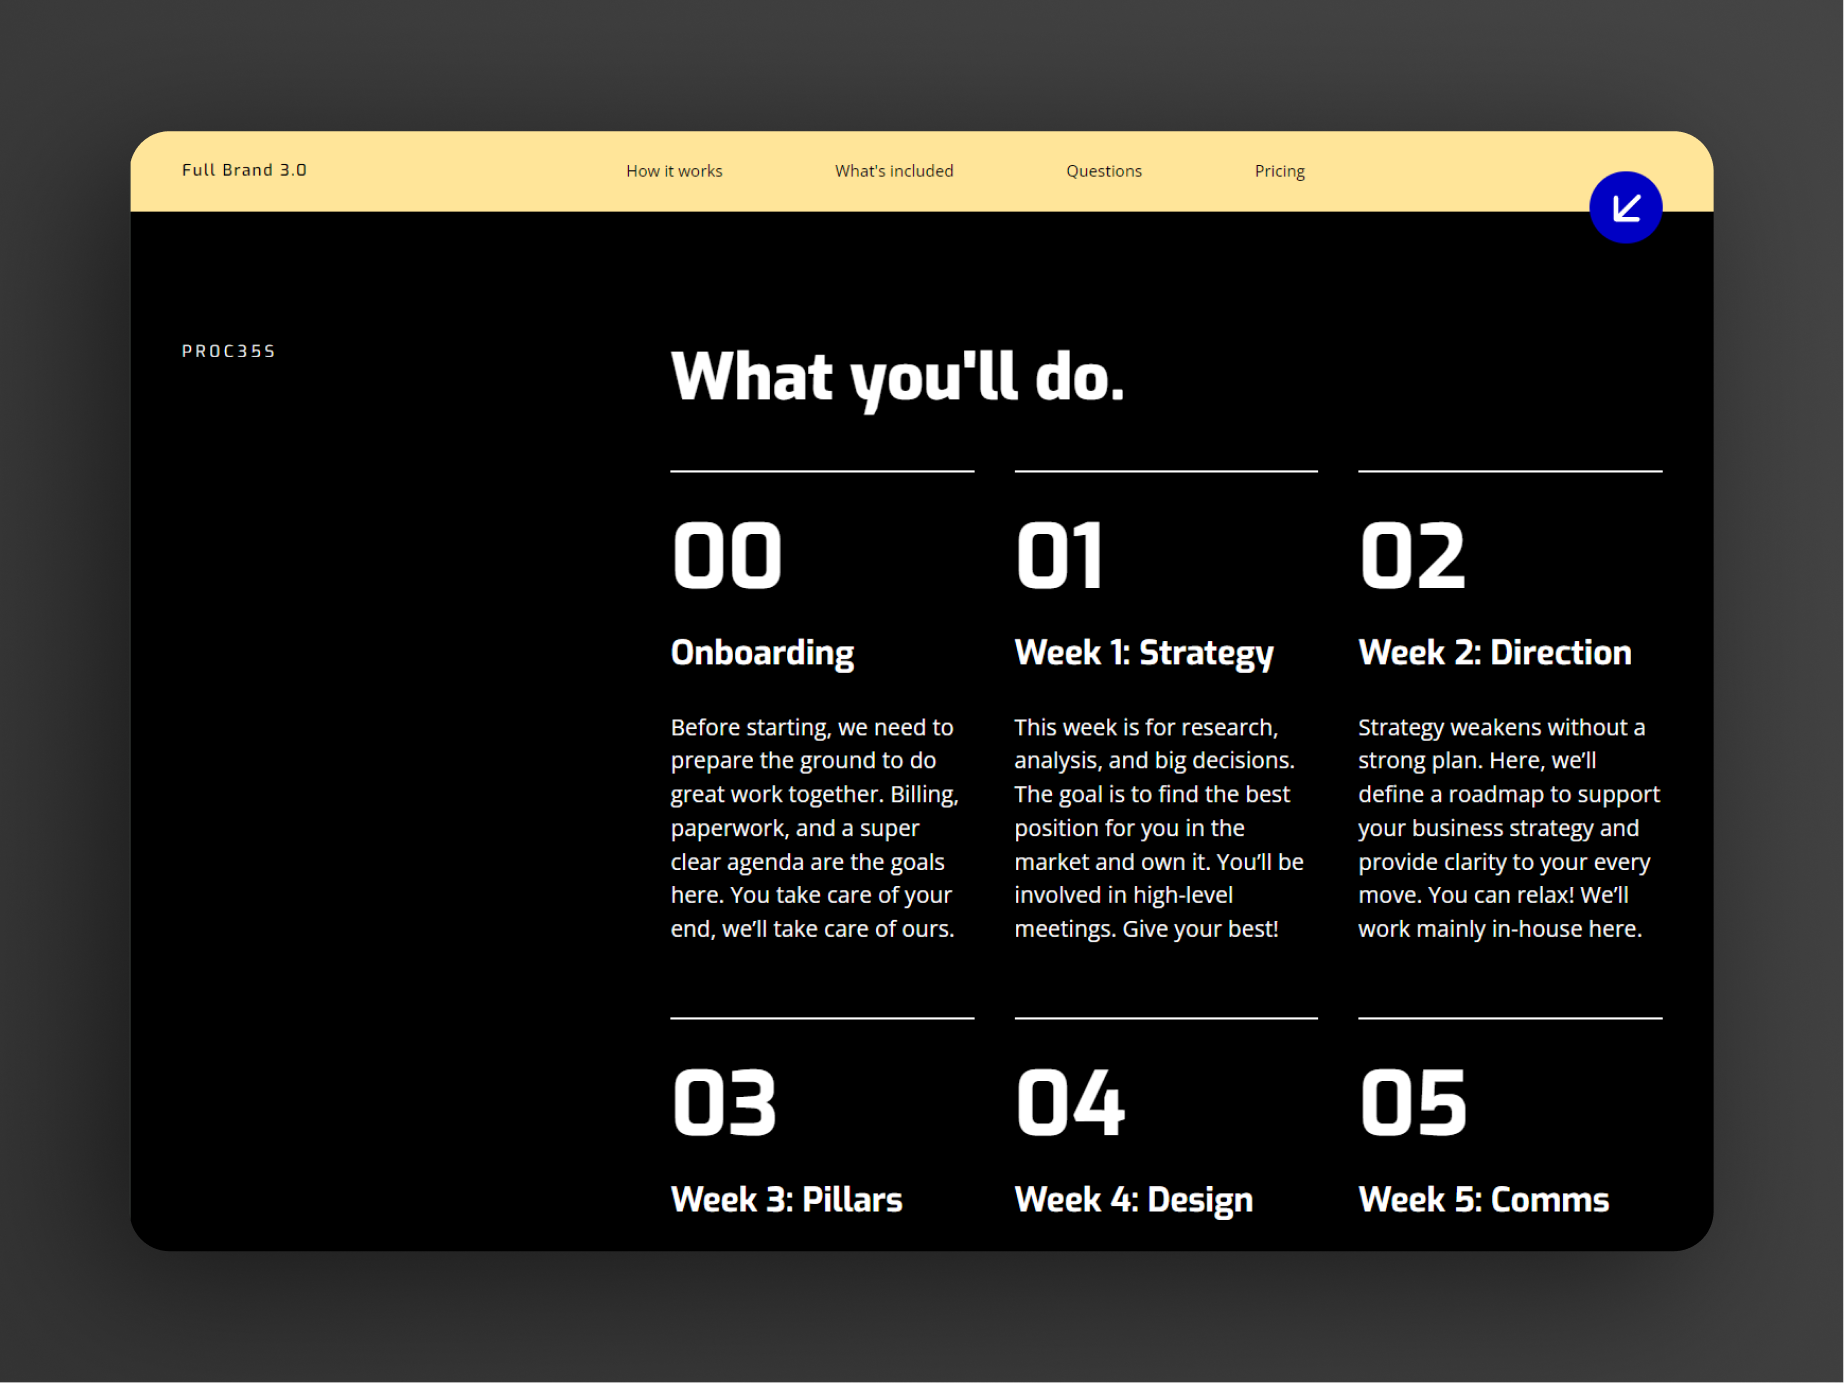 Full Brand 3.0
How it works
What's included
Questions
Pricing
PROC35S
What you'll do.
00
Onboarding
Before starting, we need to
prepare the ground to do
great work together. Billing,
paperwork, and a super
clear agenda are the goals
here. You take care of your
end, we’ll take care of ours.
01
Week 1: Strategy
This week is for research,
analysis, and big decisions.
The goal is to find the best
position for you in the
market and own it. You’ll be
involved in high-level
meetings. Give your best!
02
Week 2: Direction
Strategy weakens without a
strong plan. Here, we’ll
define a roadmap to support
your business strategy and
provide clarity to your every
move. You can relax! We’ll
work mainly in-house here.
03
Week 3: Pillars
04
Week 4: Design
05
Week 5: Comms